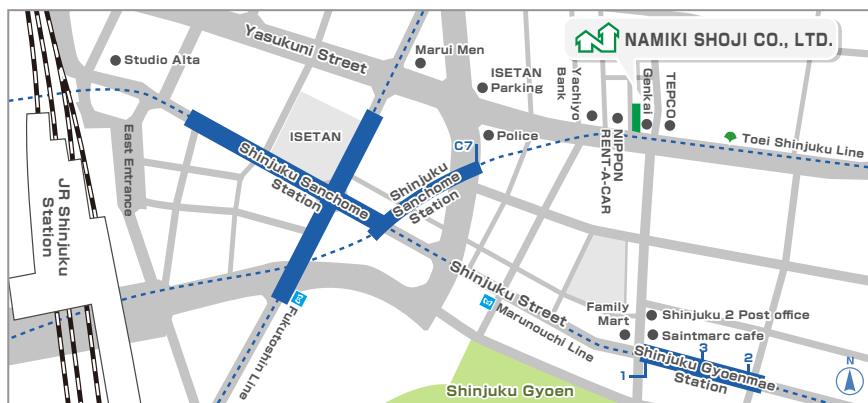 NAMIKI SHOJI CO., LTD.
Yasukuni Street
Marui Men
Studio Alta
ISETAN
Parking
Yachiyo
Bank
Genkai
TEPCO
NIPPON
RENT-A-CAR
Police
C7
Toei Shinjuku Line
ISETAN
East Entrance
Shinjuku Sanchome
Station
Shinjuku
Sanchome
Station
JR Shinjuku
Station
Shinjuku Street
Marunouchi Line
Fukutoshin Line
Family
Mart
Shinjuku 2 Post office
Saintmarc cafe
1
3
2
Shinjuku Gyoenmae
Station
Shinjuku Gyoen
N